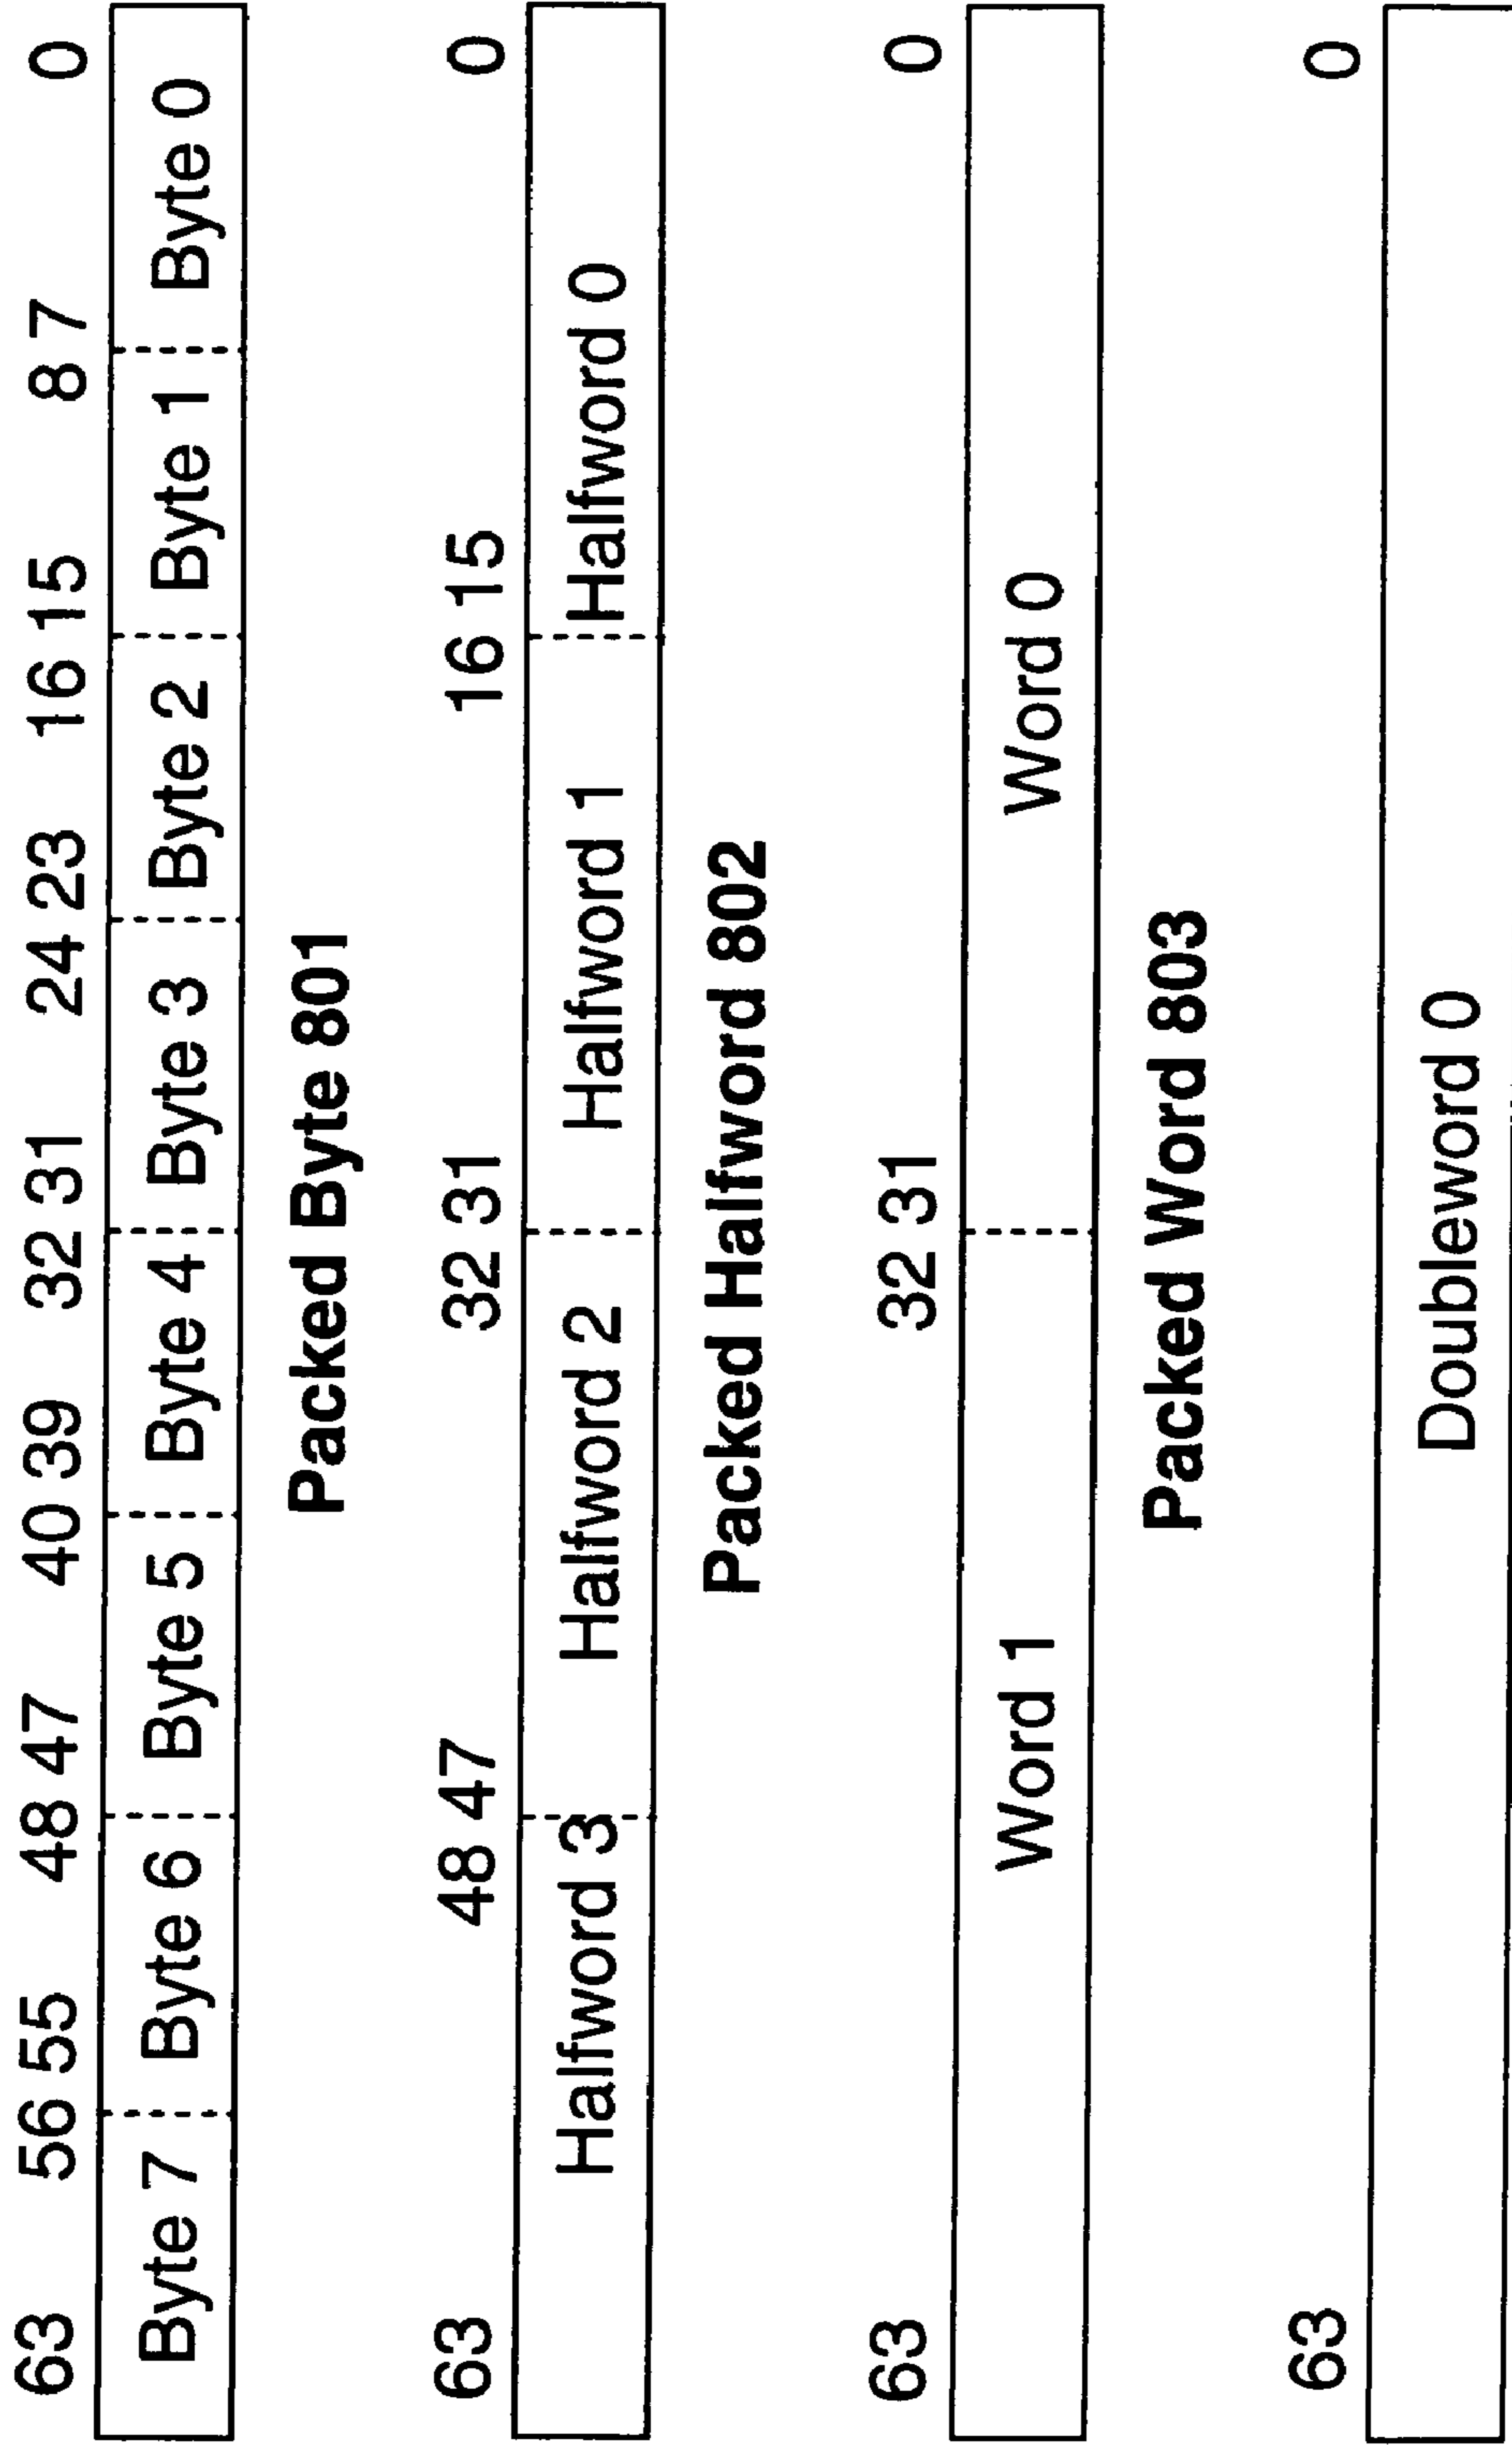 63 56 55 48 47 40 39 32 31 24 23 16 15 8 7 0
Byte 7 Byte 6 Byte 5 Byte 4 Byte 3 Byte 2 Byte 1 Byte 0
Packed Byte 801
63 48 47 32 31 16 15 0
Halfword 3 Halfword 2 Halfword 1 Halfword 0
Packed Halfword 802
63 32 31 0
Word 1 Word 0
Packed Word 803
63 0
Doubleword 0